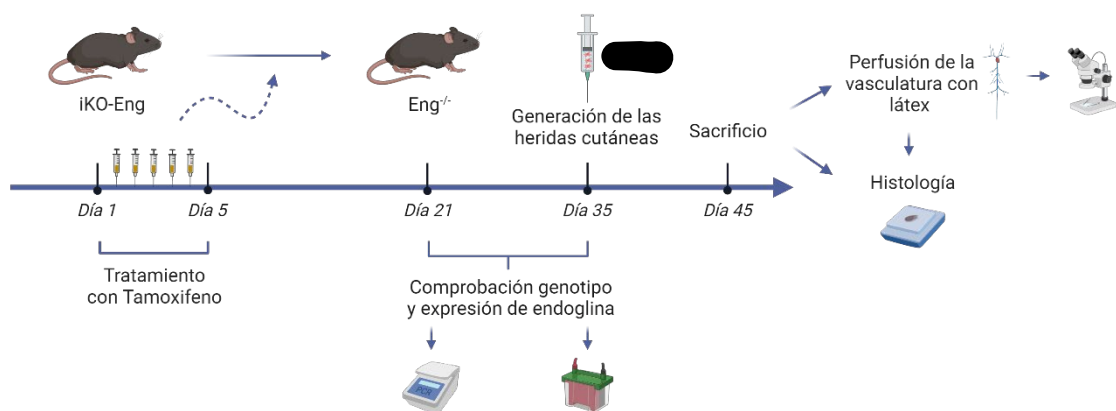 iKO-Eng
Eng-/-
Generación de las
heridas cutáneas
Sacrificio
Perfusión de la
vasculatura con
látex
Histología
Día 1
Día 5
Día 21
Día 35
Día 45
Tratamiento
con Tamoxifeno
Comprobación genotipo
y expresión de endoglina
PCR